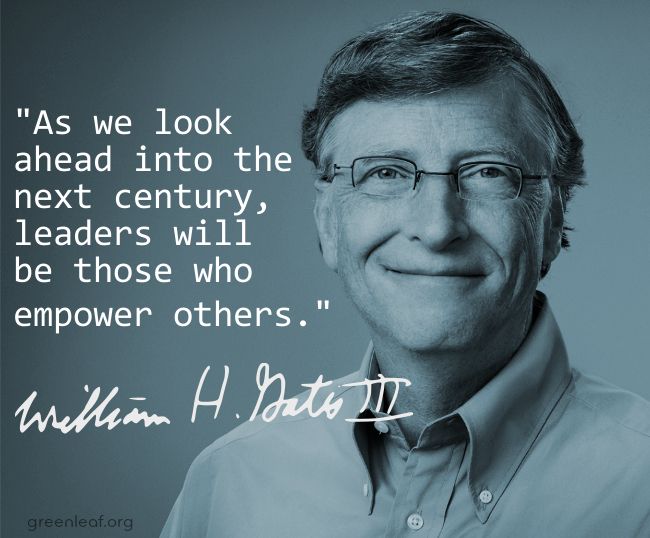 "As we look
ahead into the
next century,
leaders will
be those who
empower others."
William H. Gates III
greenleaf.org